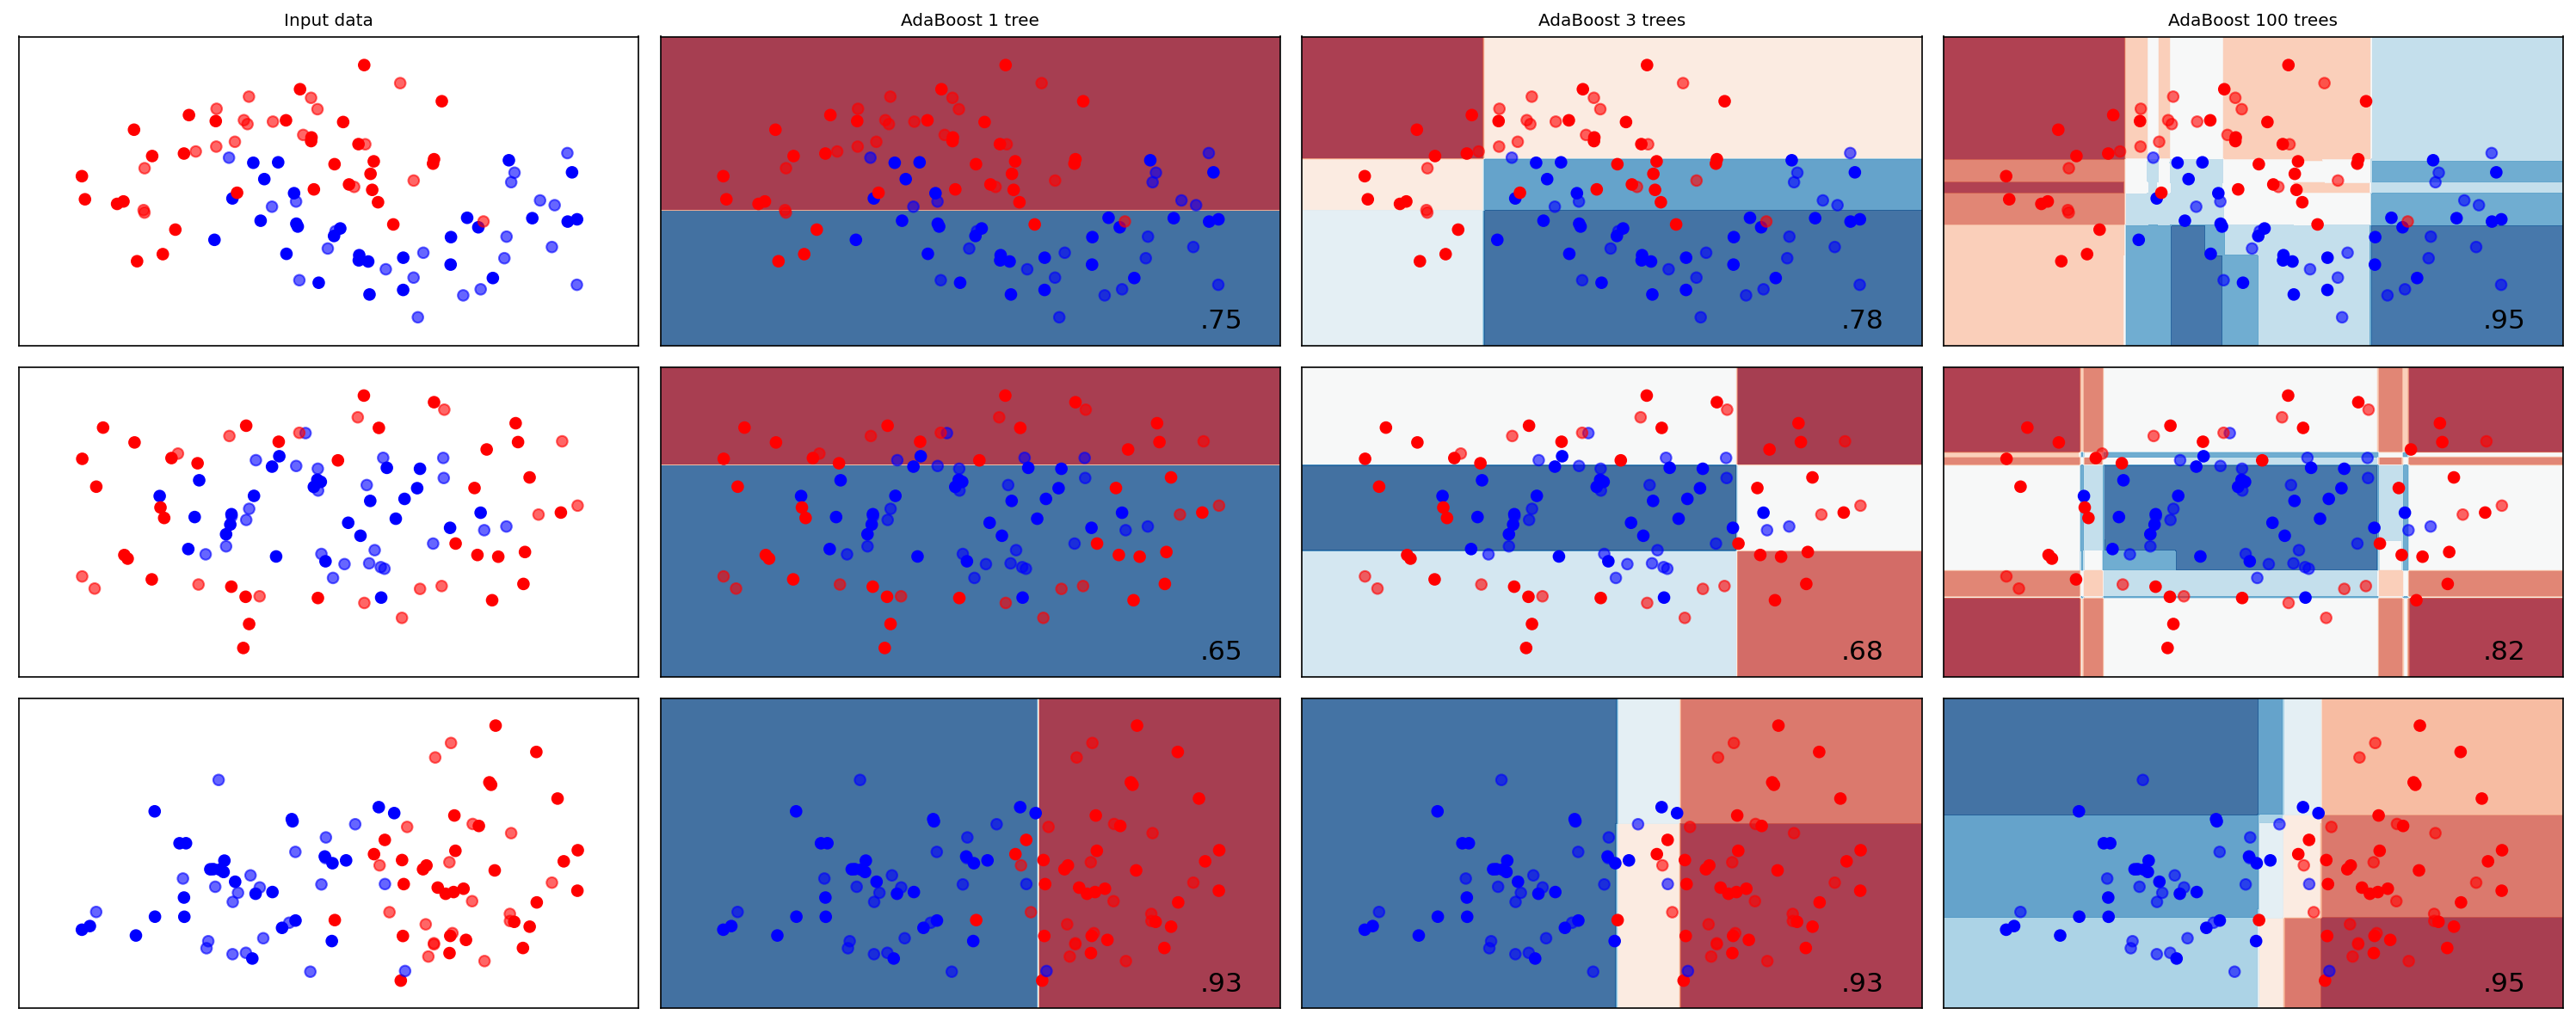 Input data
AdaBoost 1 tree
AdaBoost 3 trees
AdaBoost 100 trees
.75
.78
.95
.65
.68
.82
.93
.93
.95